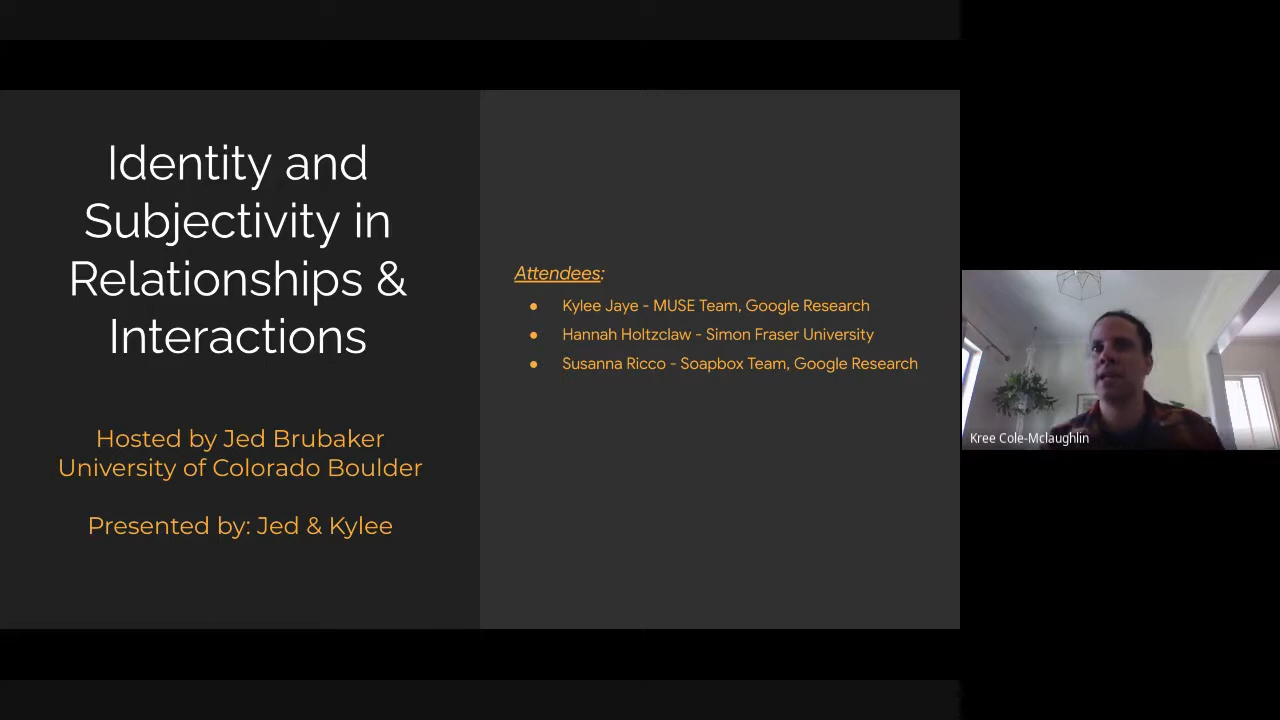 Identity and
Subjectivity in
Relationships &
Interactions
Hosted by Jed Brubaker
University of Colorado Boulder
Presented by: Jed & Kylee
Attendees:
● Kylee Jaye - MUSE Team, Google Research
● Hannah Holtzclaw - Simon Fraser University
● Susanna Ricco - Soapbox Team, Google Research
Kree Cole-Mclaughlin